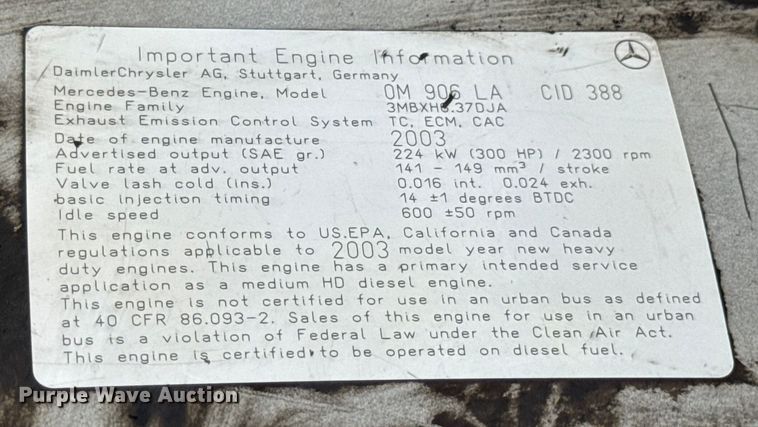 Important Engine Information
DaimlerChrysler AG, Stuttgart, Germany
Mercedes-Benz Engine, Model OM 906 LA CID 388
Engine Family 3MBXH6.37DJA
Exhaust Emission Control System TC, ECM, CAC
Date of engine manufacture 2003
Advertised output (SAE gr.) 224 kW (300 HP) / 2300 rpm
Fuel rate at adv. output 141 - 149 mm³ / stroke
Valve lash cold (ins.) 0.016 int. 0.024 exh.
basic injection timing 14 ±1 degrees BTDC
Idle speed 600 ±50 rpm
This engine conforms to US.EPA, California and Canada
regulations applicable to 2003 model year new heavy
duty engines. This engine has a primary intended service
application as a medium HD diesel engine.
This engine is not certified for use in an urban bus as defined
at 40 CFR 86.093-2. Sales of this engine for use in an urban
bus is a violation of Federal Law under the Clean Air Act.
This engine is certified to be operated on diesel fuel.
Purple Wave Auction